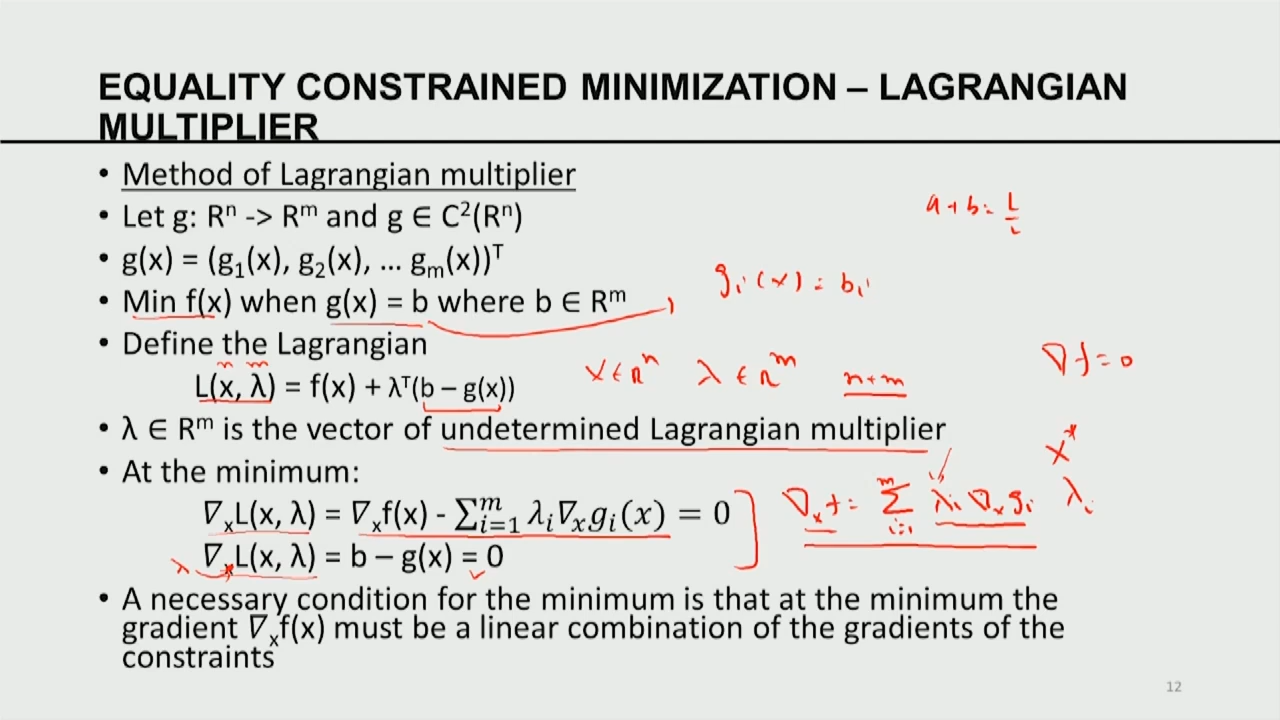 EQUALITY CONSTRAINED MINIMIZATION – LAGRANGIAN
MULTIPLIER
• Method of Lagrangian multiplier
• Let g: Rⁿ -> Rᵐ and g ∈ C²(Rⁿ)
a + b =
• g(x) = (g₁(x), g₂(x), ... gₘ(x))ᵀ
gᵢ(x) = bᵢ
• Min f(x) when g(x) = b where b ∈ Rᵐ
• Define the Lagrangian
∇f = 0
n m
L(x, λ) = f(x) + λᵀ(b – g(x))
x ∈ Rⁿ λ ∈ Rᵐ n+m
• λ ∈ Rᵐ is the vector of undetermined Lagrangian multiplier
x*
• At the minimum:
∇ₓL(x, λ) = ∇ₓf(x) - ∑ᵢ₌₁ᵐ λᵢ∇ₓgᵢ(x) = 0
∇ₓf = ∑ᵢ₌₁ᵐ λᵢ ∇ₓgᵢ λᵢ
∇ₓL(x, λ) = b – g(x) = 0
λ
• A necessary condition for the minimum is that at the minimum the
gradient ∇ₓf(x) must be a linear combination of the gradients of the
constraints
12